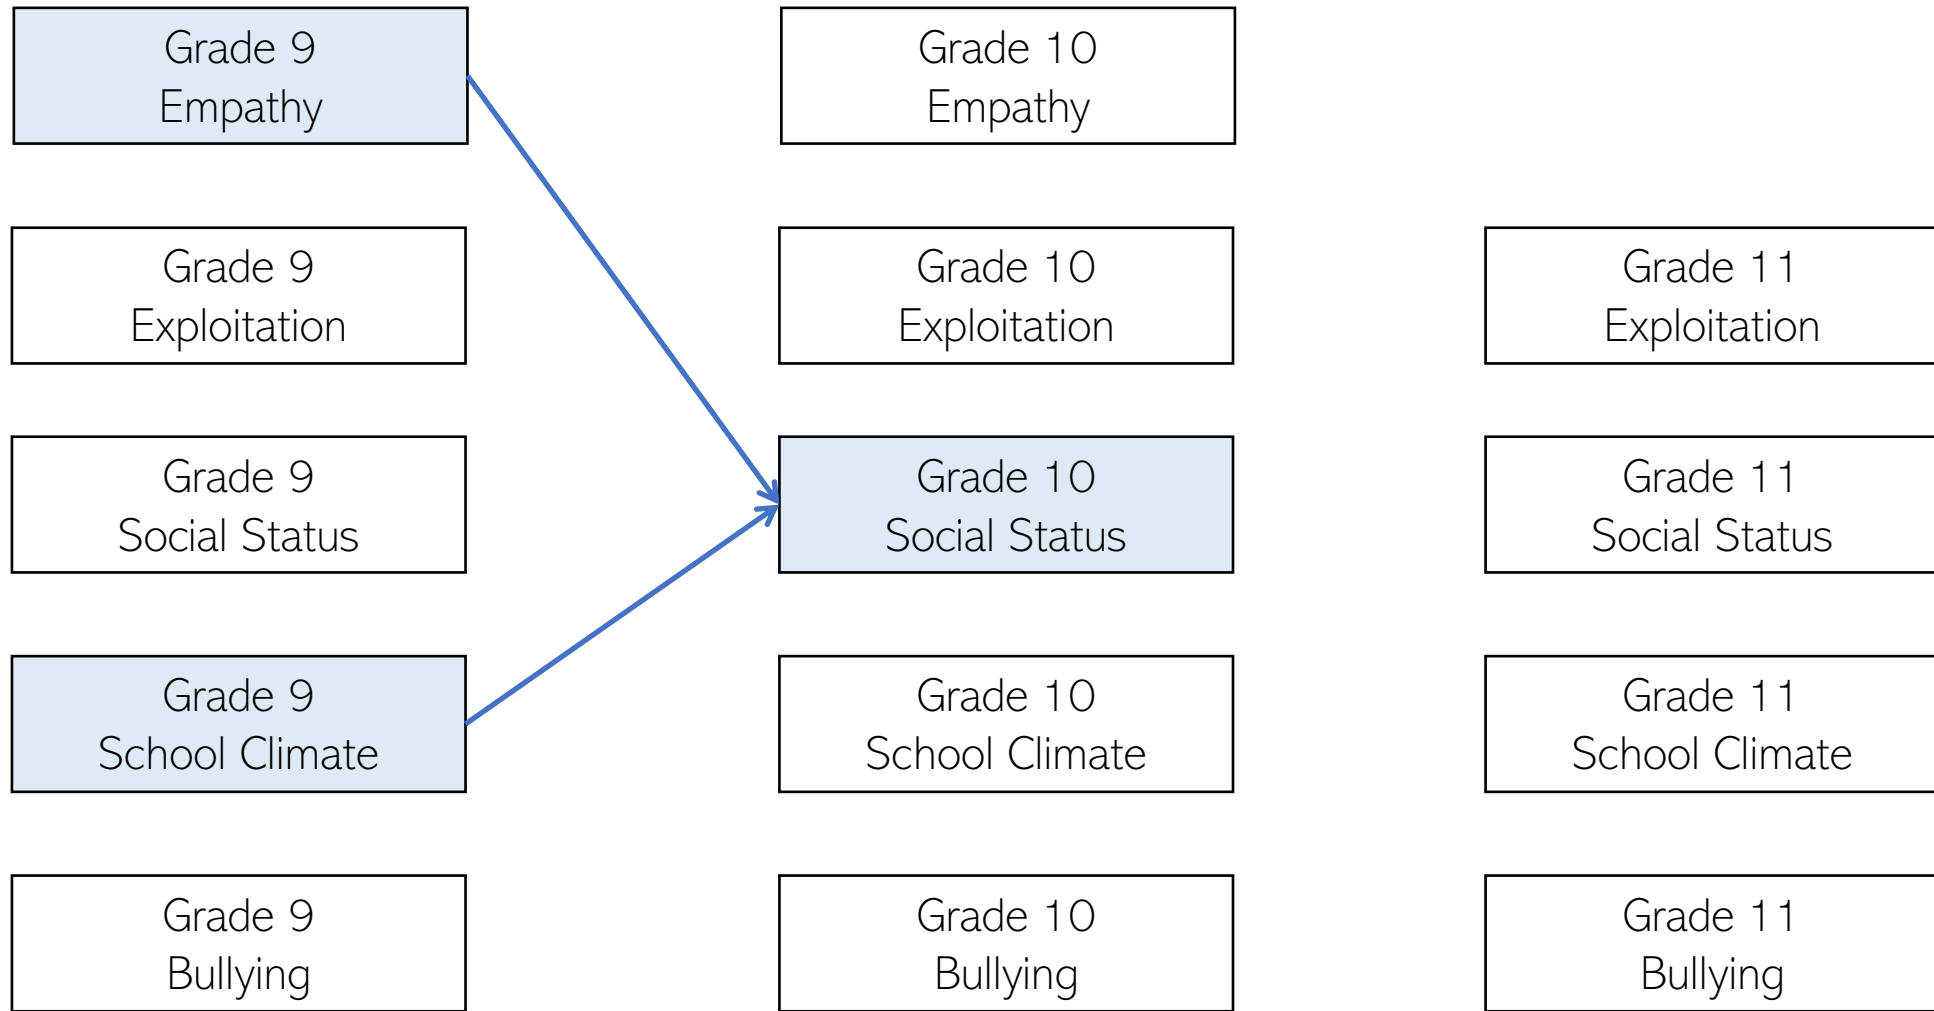 Grade 9
Empathy
Grade 10
Empathy
Grade 9
Exploitation
Grade 10
Exploitation
Grade 11
Exploitation
Grade 9
Social Status
Grade 10
Social Status
Grade 11
Social Status
Grade 9
School Climate
Grade 10
School Climate
Grade 11
School Climate
Grade 9
Bullying
Grade 10
Bullying
Grade 11
Bullying